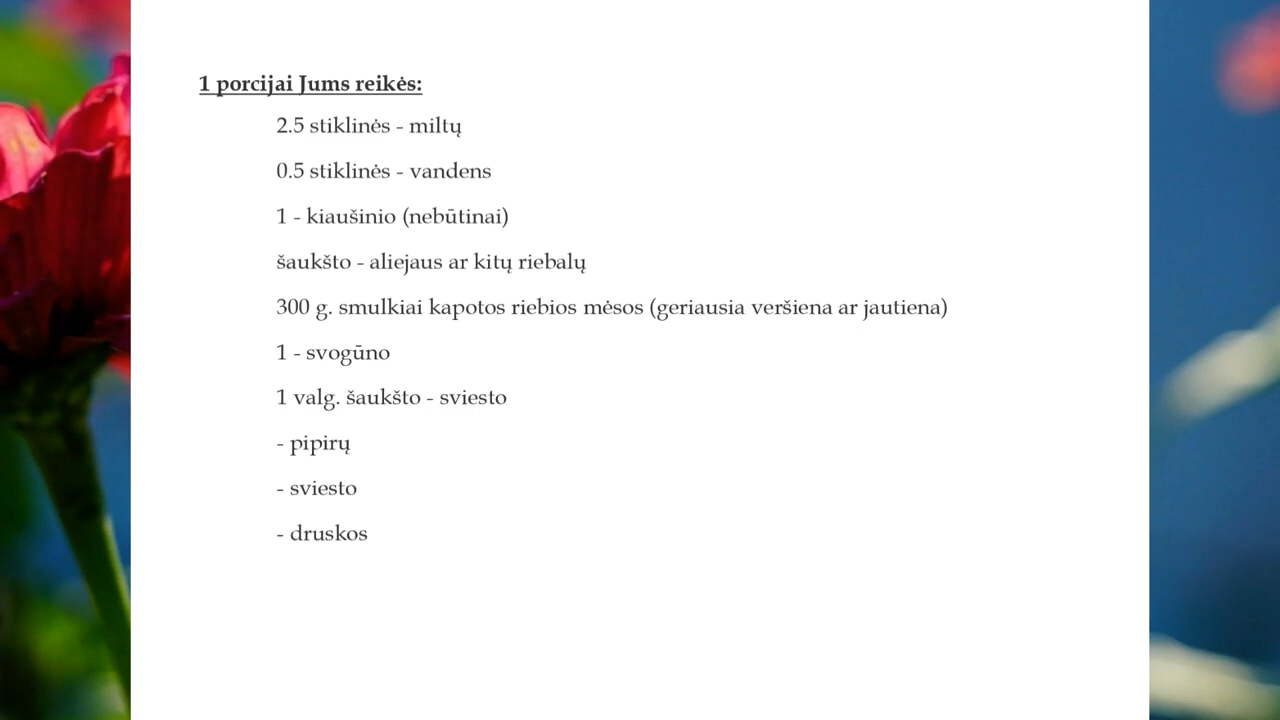 1 porcijai Jums reikės:
2.5 stiklinės - miltų
0.5 stiklinės - vandens
1 - kiaušinio (nebūtinai)
šaukšto - aliejaus ar kitų riebalų
300 g. smulkiai kapotos riebios mėsos (geriausia veršiena ar jautiena)
1 - svogūno
1 valg. šaukšto - sviesto
- pipirų
- sviesto
- druskos